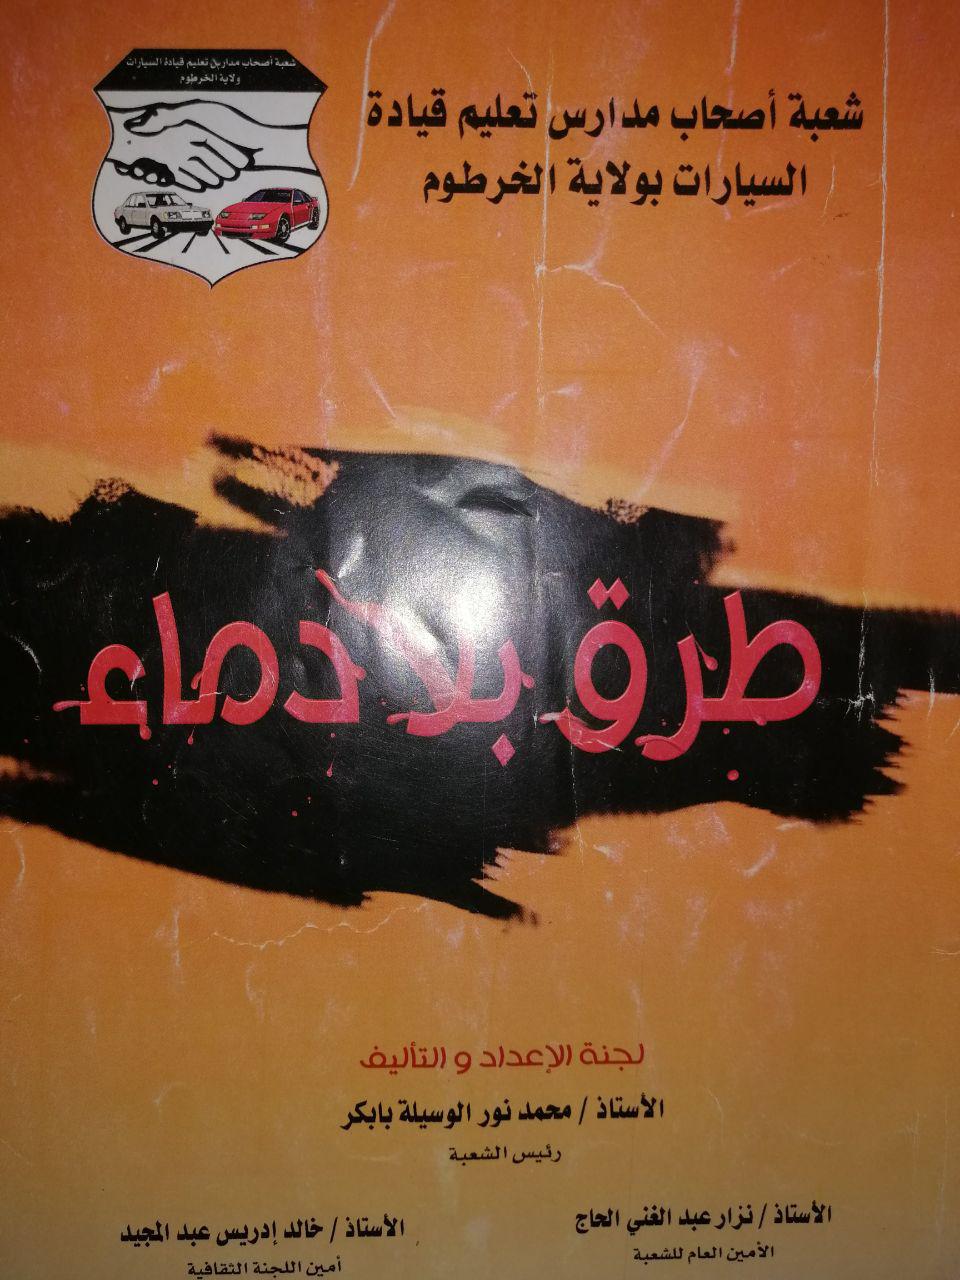 شعبة أصحاب مدارس تعليم قيادة السيارات
ولاية الخرطوم
شعبة أصحاب مدارس تعليم قيادة
السيارات بولاية الخرطوم
طرق بلا دماء
لجنة الإعداد و التأليف
الأستاذ / محمد نور الوسيلة بابكر
رئيس الشعبة
الأستاذ / نزار عبد الغني الحاج
الأمين العام للشعبة
الأستاذ / خالد إدريس عبد المجيد
أمين اللجنة الثقافية